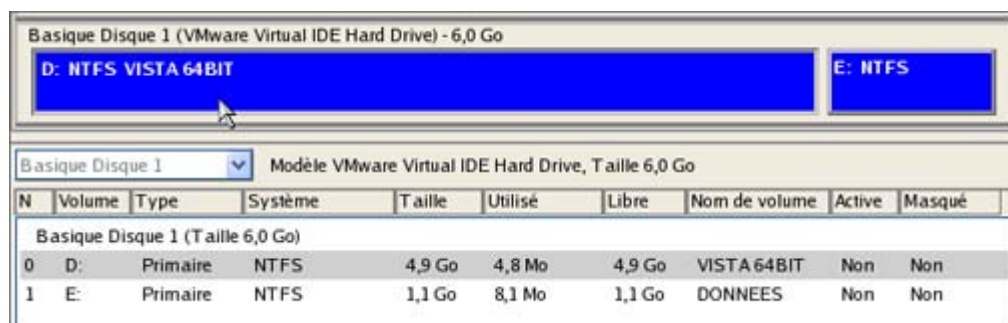 Basique Disque 1 (VMware Virtual IDE Hard Drive) - 6,0 Go
D: NTFS VISTA 64BIT E: NTFS
Basique Disque 1 Modèle VMware Virtual IDE Hard Drive, Taille 6,0 Go
N Volume Type Système Taille Utilisé Libre Nom de volume Active Masqué
Basique Disque 1 (Taille 6,0 Go)
0 D: Primaire NTFS 4,9 Go 4,8 Mo 4,9 Go VISTA 64BIT Non Non
1 E: Primaire NTFS 1,1 Go 8,1 Mo 1,1 Go DONNEES Non Non